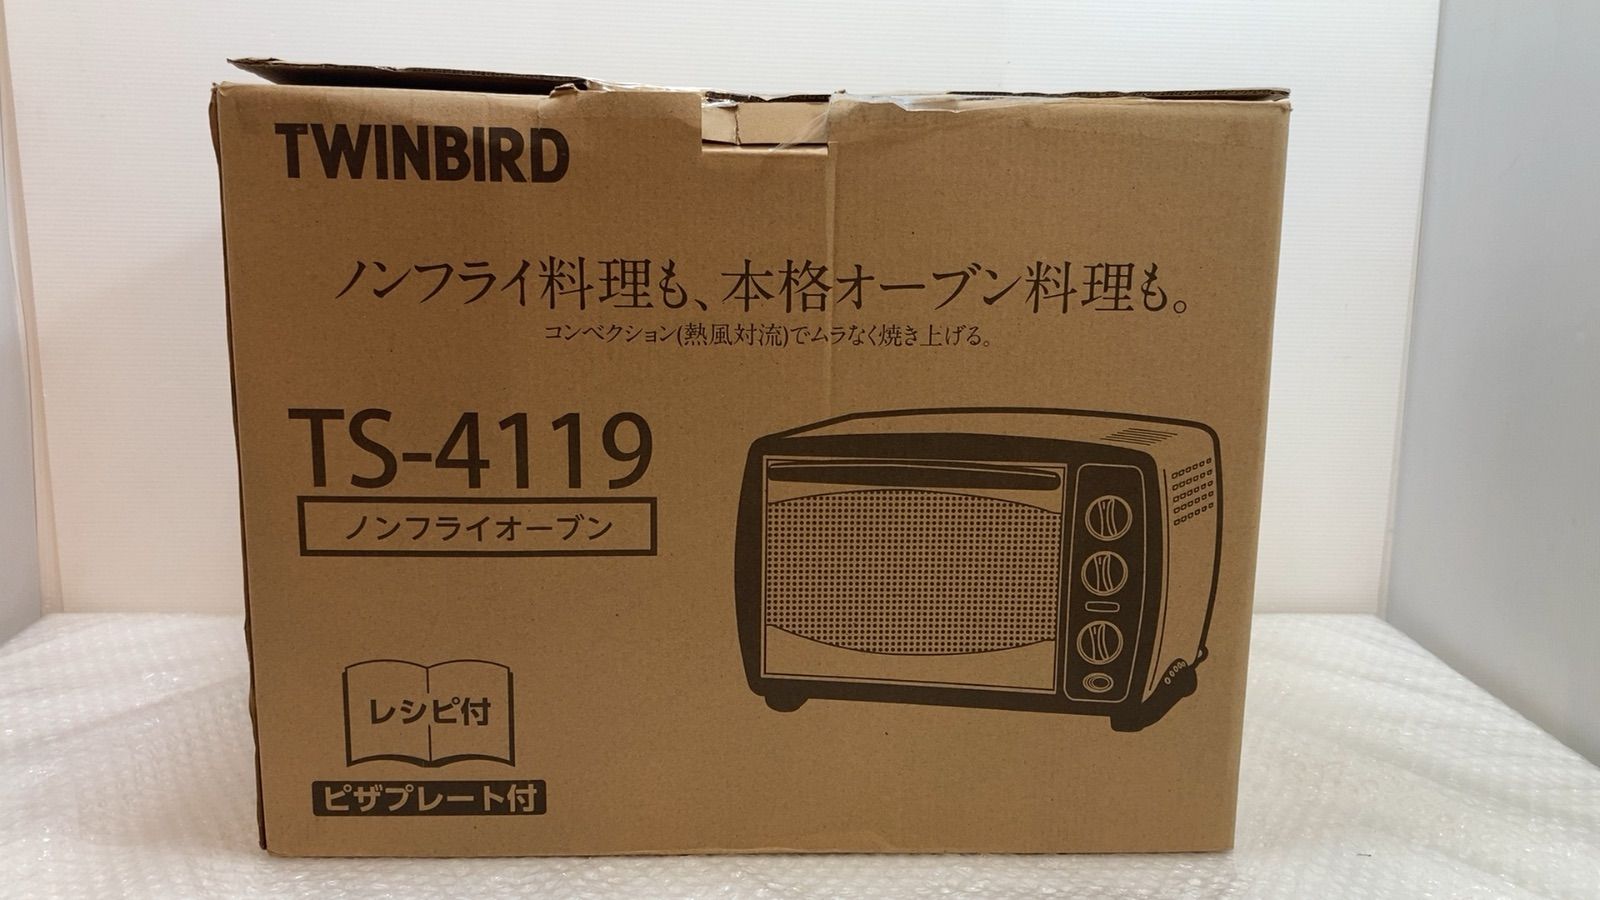 TWINBIRD
ノンフライ料理も、本格オーブン料理も。
コンベクション(熱風対流)でムラなく焼き上げる。
TS-4119
ノンフライオーブン
レシピ付
ピザプレート付